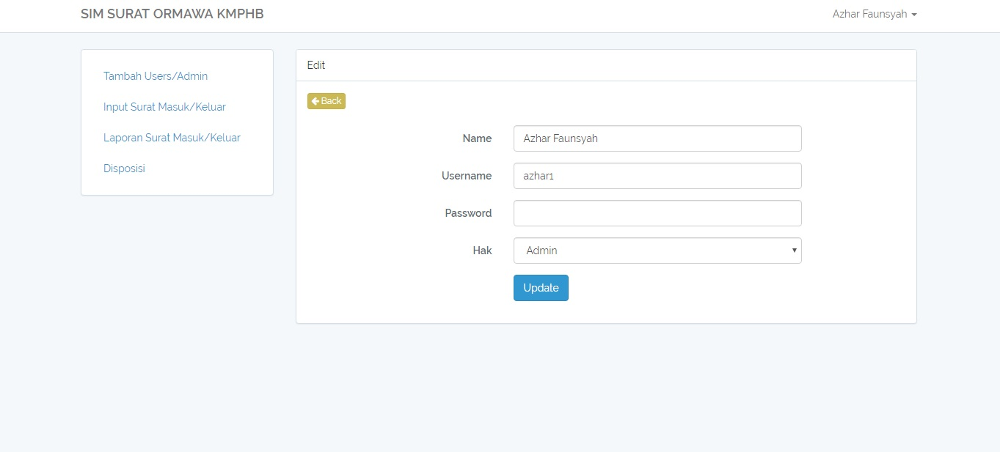 SIM SURAT ORMAWA KMPHB
Azhar Faunsyah
Tambah Users/Admin
Input Surat Masuk/Keluar
Laporan Surat Masuk/Keluar
Disposisi
Edit
Back
Name
Azhar Faunsyah
Username
azhar1
Password
Hak
Admin
Update